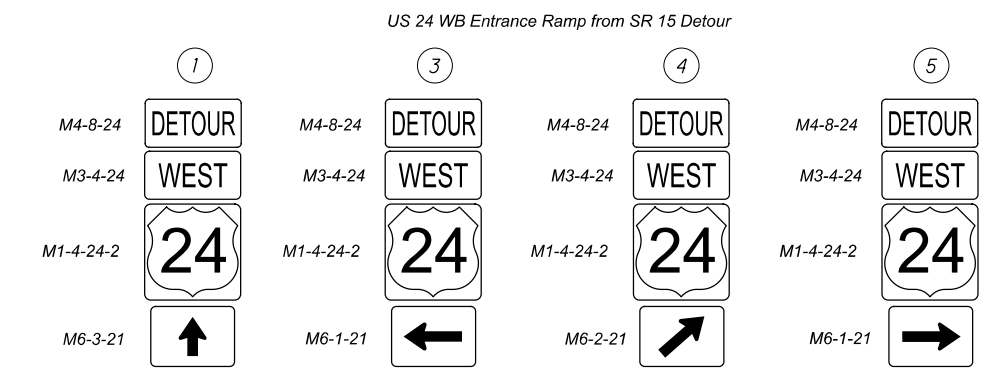 US 24 WB Entrance Ramp from SR 15 Detour
1 3 4 5
M4-8-24 DETOUR M4-8-24 DETOUR M4-8-24 DETOUR M4-8-24 DETOUR
M3-4-24 WEST M3-4-24 WEST M3-4-24 WEST M3-4-24 WEST
M1-4-24-2 24 M1-4-24-2 24 M1-4-24-2 24 M1-4-24-2 24
M6-3-21 M6-1-21 M6-2-21 M6-1-21